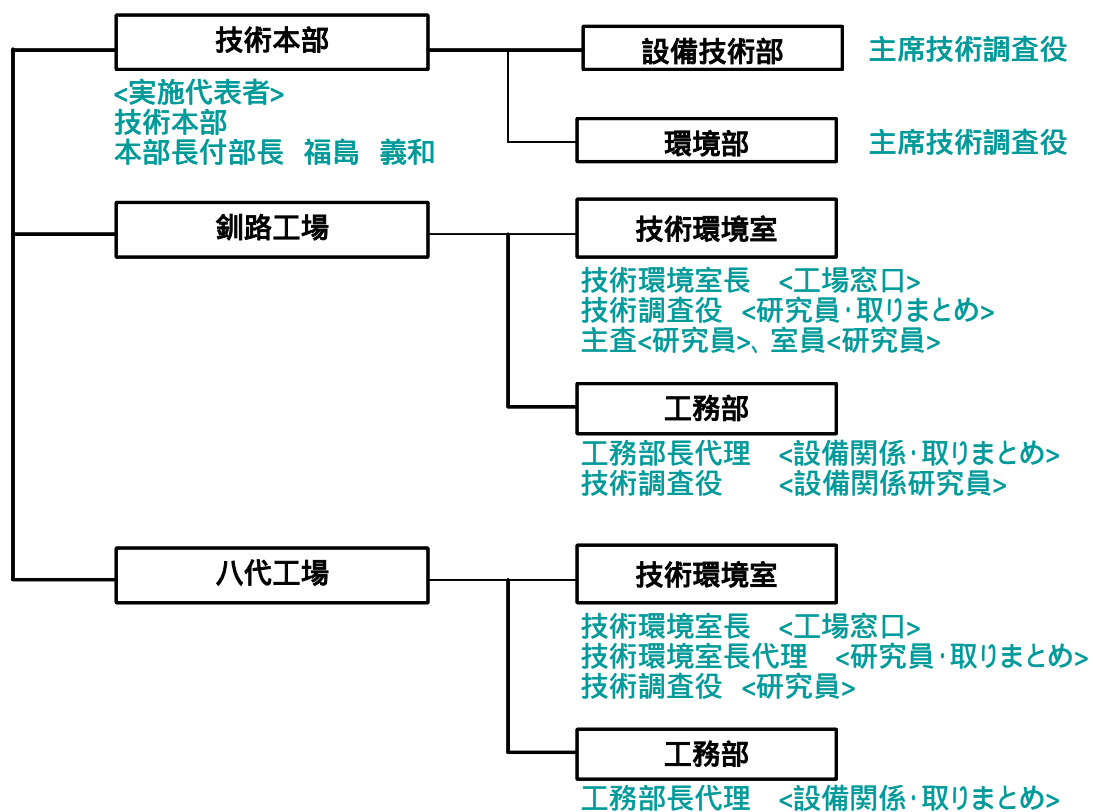 技術本部
<実施代表者>
技術本部
本部長付部長 福島 義和
設備技術部 主席技術調査役
環境部 主席技術調査役
釧路工場
技術環境室
技術環境室長 <工場窓口>
技術調査役 <研究員・取りまとめ>
主査<研究員>、室員<研究員>
工務部
工務部長代理 <設備関係・取りまとめ>
技術調査役 <設備関係研究員>
八代工場
技術環境室
技術環境室長 <工場窓口>
技術環境室長代理 <研究員・取りまとめ>
技術調査役 <研究員>
工務部
工務部長代理 <設備関係・取りまとめ>